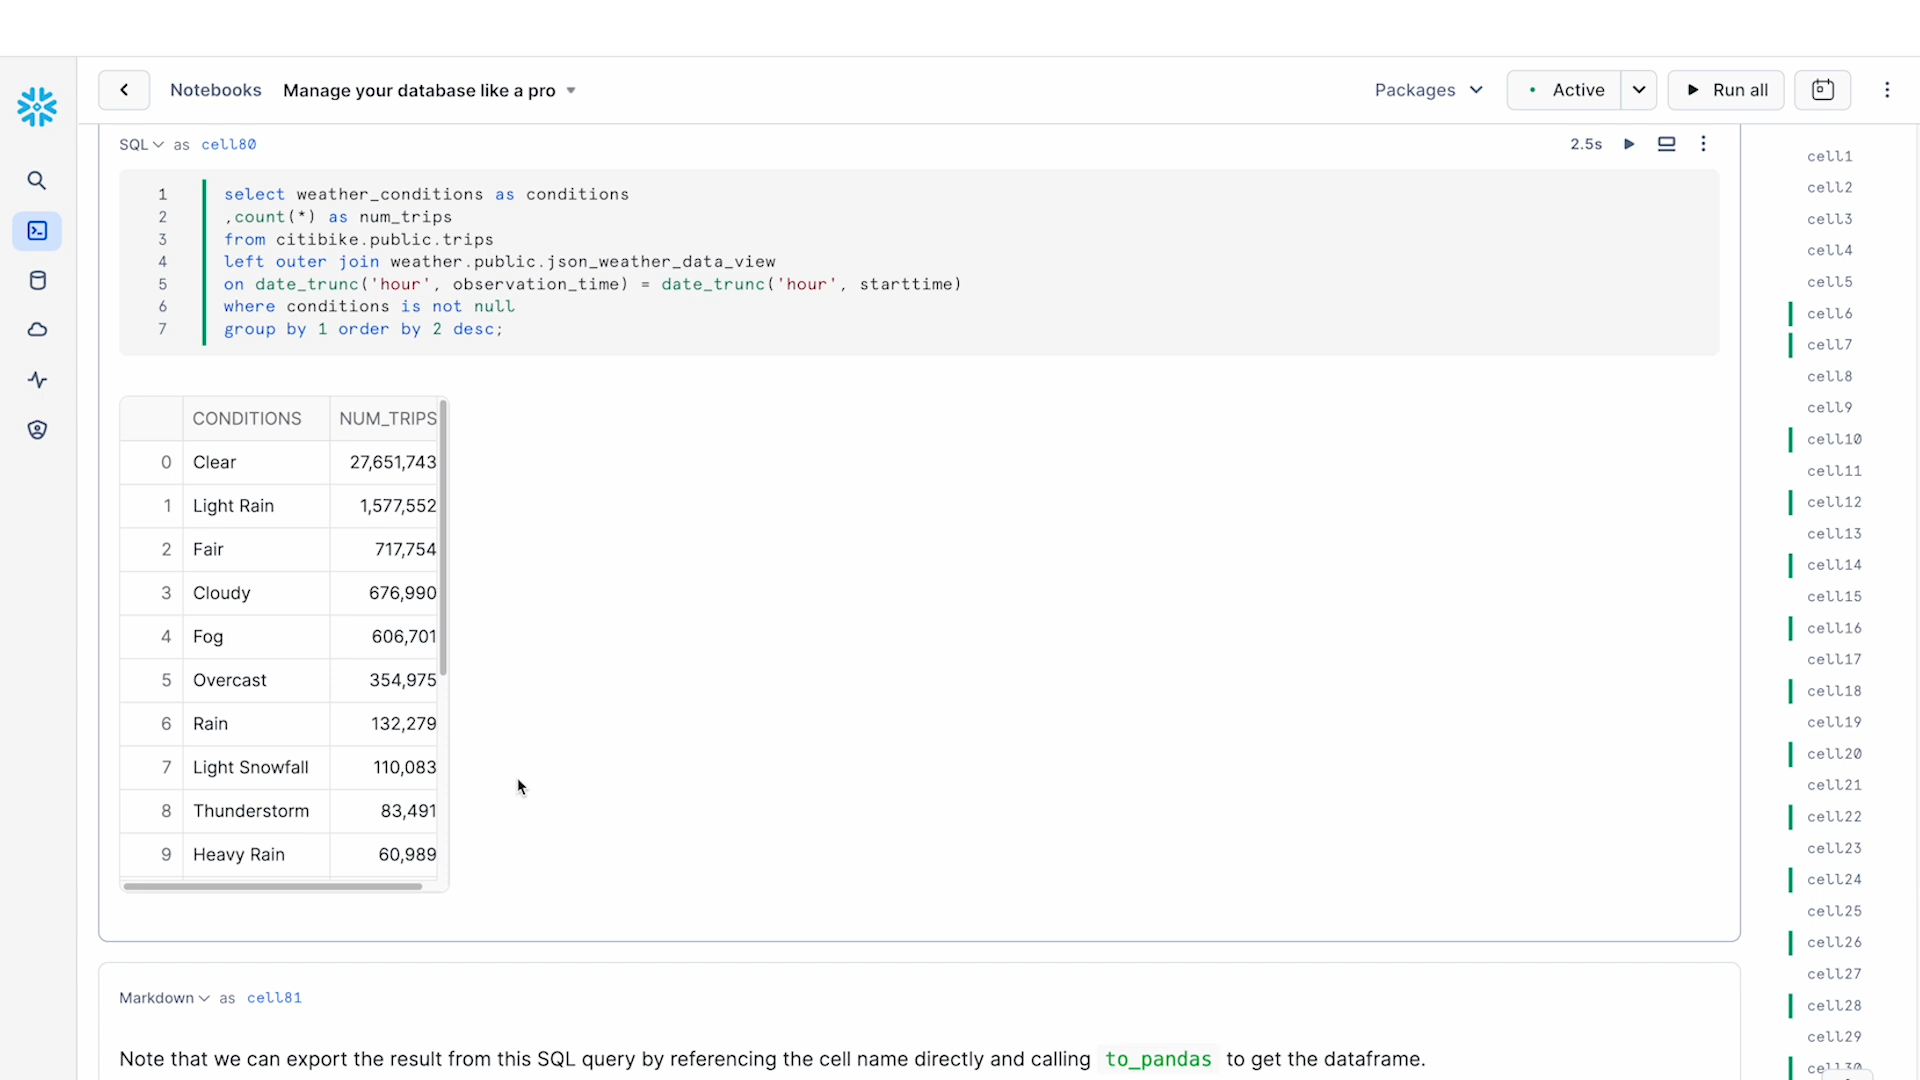 Notebooks Manage your database like a pro
Packages Active Run all
SQL as cell80 2.5s
1 select weather_conditions as conditions
2 ,count(*) as num_trips
3 from citibike.public.trips
4 left outer join weather.public.json_weather_data_view
5 on date_trunc('hour', observation_time) = date_trunc('hour', starttime)
6 where conditions is not null
7 group by 1 order by 2 desc;
CONDITIONS NUM_TRIPS
0 Clear 27,651,743
1 Light Rain 1,577,552
2 Fair 717,754
3 Cloudy 676,990
4 Fog 606,701
5 Overcast 354,975
6 Rain 132,279
7 Light Snowfall 110,083
8 Thunderstorm 83,491
9 Heavy Rain 60,989
Markdown as cell81
Note that we can export the result from this SQL query by referencing the cell name directly and calling to_pandas to get the dataframe.
cell1
cell2
cell3
cell4
cell5
cell6
cell7
cell8
cell9
cell10
cell11
cell12
cell13
cell14
cell15
cell16
cell17
cell18
cell19
cell20
cell21
cell22
cell23
cell24
cell25
cell26
cell27
cell28
cell29
cell30